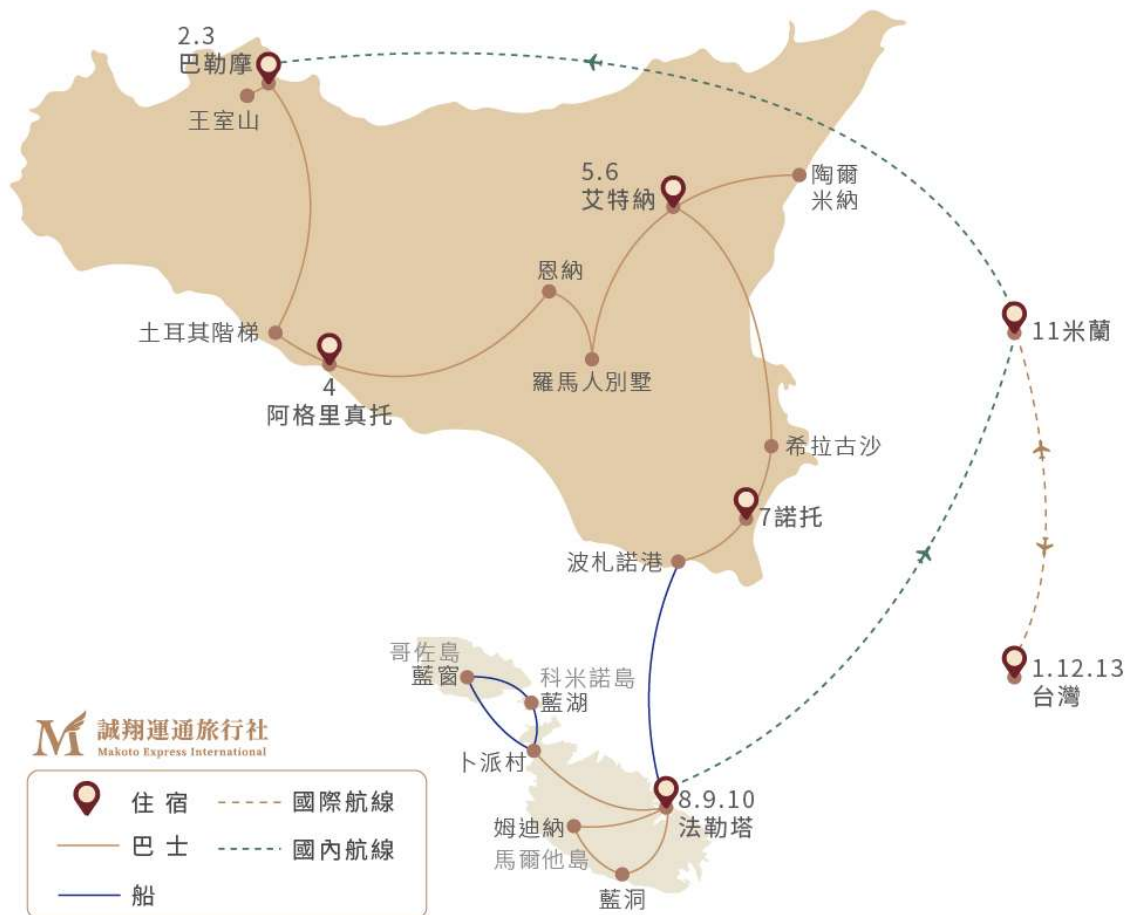 2.3
巴勒摩
王室山
5.6
艾特納
陶爾
米納
恩納
土耳其階梯
4
阿格里真托
羅馬人別墅
11米蘭
希拉古沙
7諾托
波札諾港
哥佐島
藍窗
科米諾島
藍湖
1.12.13
台灣
卜派村
8.9.10
法勒塔
姆迪納
馬爾他島
藍洞
誠翔運通旅行社
Makoto Express International
住宿 國際航線
巴士 國內航線
船